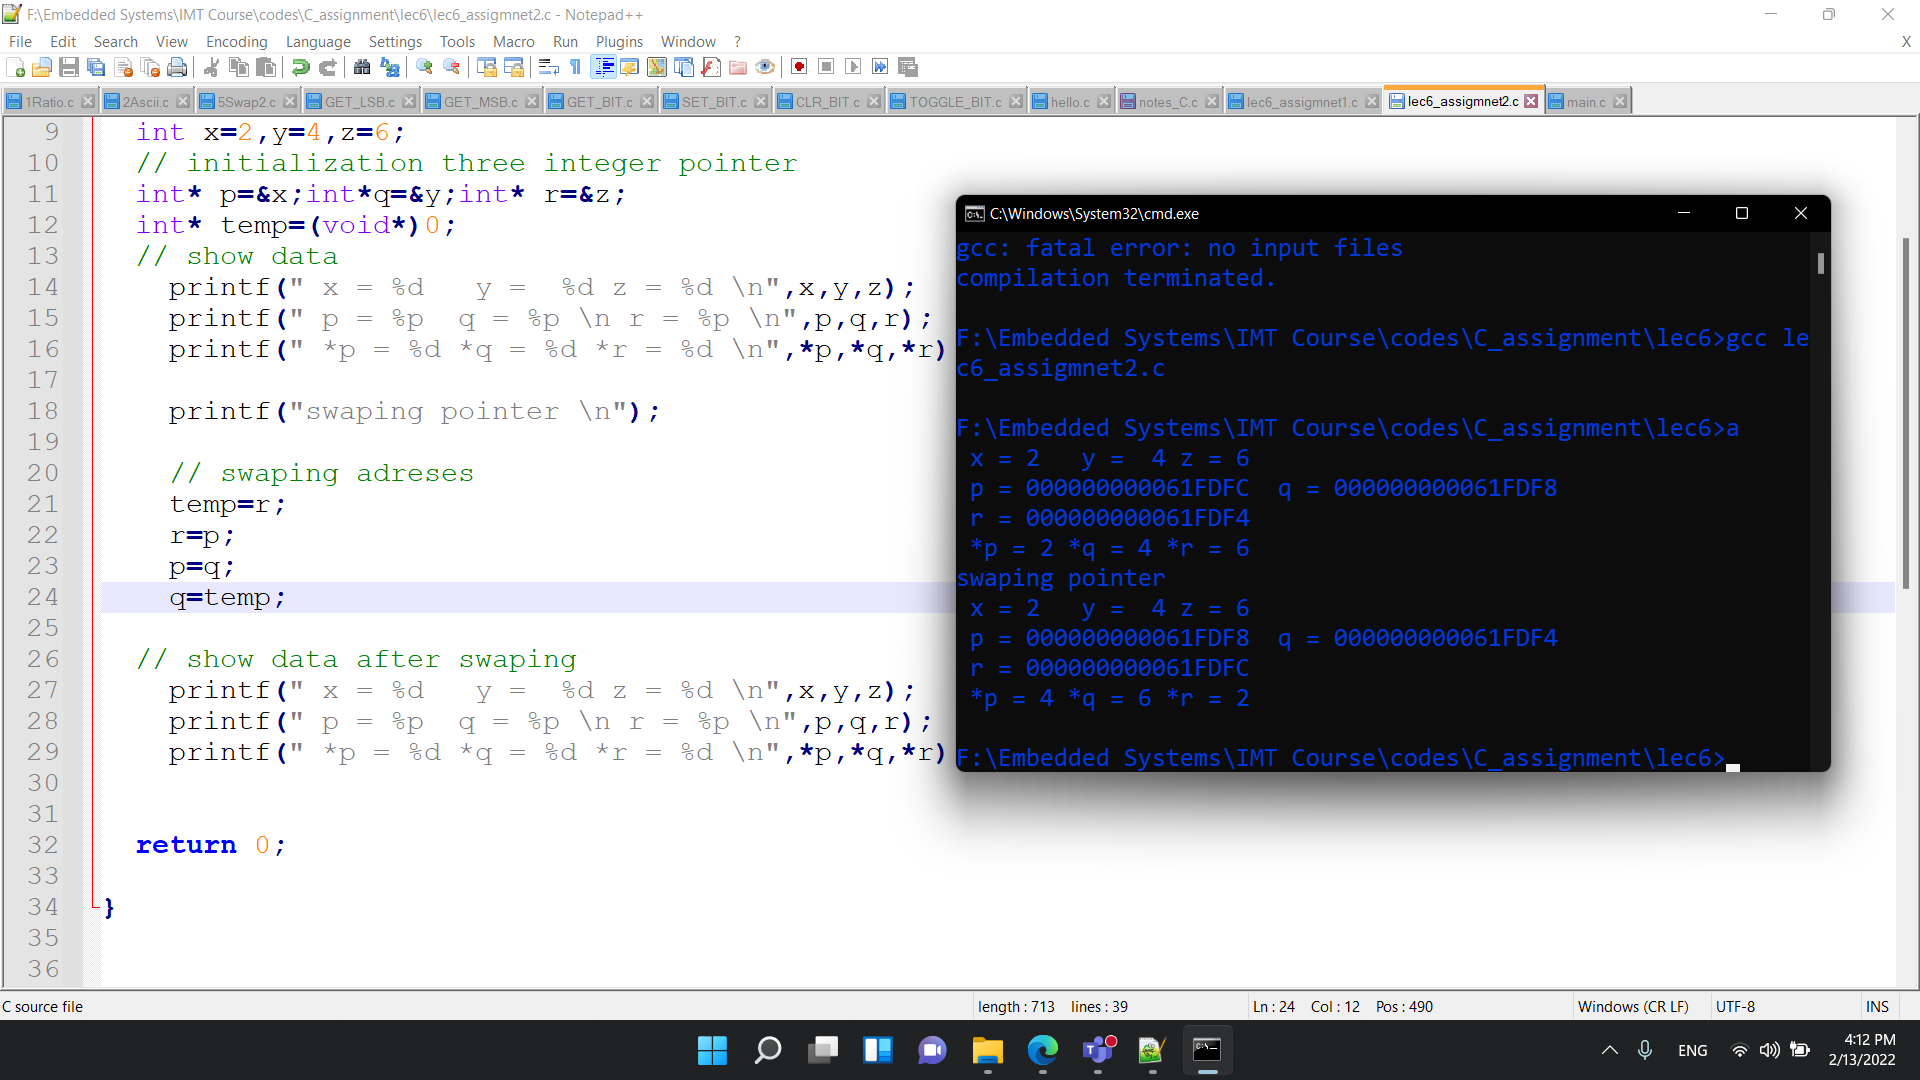 F:\Embedded Systems\IMT Course\codes\C_assignment\lec6\lec6_assigmnet2.c - Notepad++
File Edit Search View Encoding Language Settings Tools Macro Run Plugins Window ? X
1Ratio.c 2Ascii.c 5Swap2.c GET_LSB.c GET_MSB.c GET_BIT.c SET_BIT.c CLR_BIT.c TOGGLE_BIT.c hello.c notes_C.c lec6_assigmnet1.c lec6_assigmnet2.c main.c
9 int x=2,y=4,z=6;
10 // initialization three integer pointer
11 int* p=&x;int*q=&y;int* r=&z;
12 int* temp=(void*)0;
13 // show data
14 printf(" x = %d   y =  %d z = %d \n",x,y,z);
15 printf(" p = %p  q = %p \n r = %p \n",p,q,r);
16 printf(" *p = %d *q = %d *r = %d \n",*p,*q,*r)
17
18 printf("swaping pointer \n");
19
20 // swaping adreses
21 temp=r;
22 r=p;
23 p=q;
24 q=temp;
25
26 // show data after swaping
27 printf(" x = %d   y =  %d z = %d \n",x,y,z);
28 printf(" p = %p  q = %p \n r = %p \n",p,q,r);
29 printf(" *p = %d *q = %d *r = %d \n",*p,*q,*r)
30
31
32 return 0;
33
34 }
35
36
C:\Windows\System32\cmd.exe
gcc: fatal error: no input files
compilation terminated.
F:\Embedded Systems\IMT Course\codes\C_assignment\lec6>gcc le
c6_assigmnet2.c
F:\Embedded Systems\IMT Course\codes\C_assignment\lec6>a
x = 2   y =  4 z = 6
p = 000000000061FDFC  q = 000000000061FDF8
r = 000000000061FDF4
*p = 2 *q = 4 *r = 6
swaping pointer
x = 2   y =  4 z = 6
p = 000000000061FDF8  q = 000000000061FDF4
r = 000000000061FDFC
*p = 4 *q = 6 *r = 2
F:\Embedded Systems\IMT Course\codes\C_assignment\lec6>
C source file length : 713 lines : 39 Ln : 24 Col : 12 Pos : 490 Windows (CR LF) UTF-8 INS
ENG 4:12 PM
2/13/2022